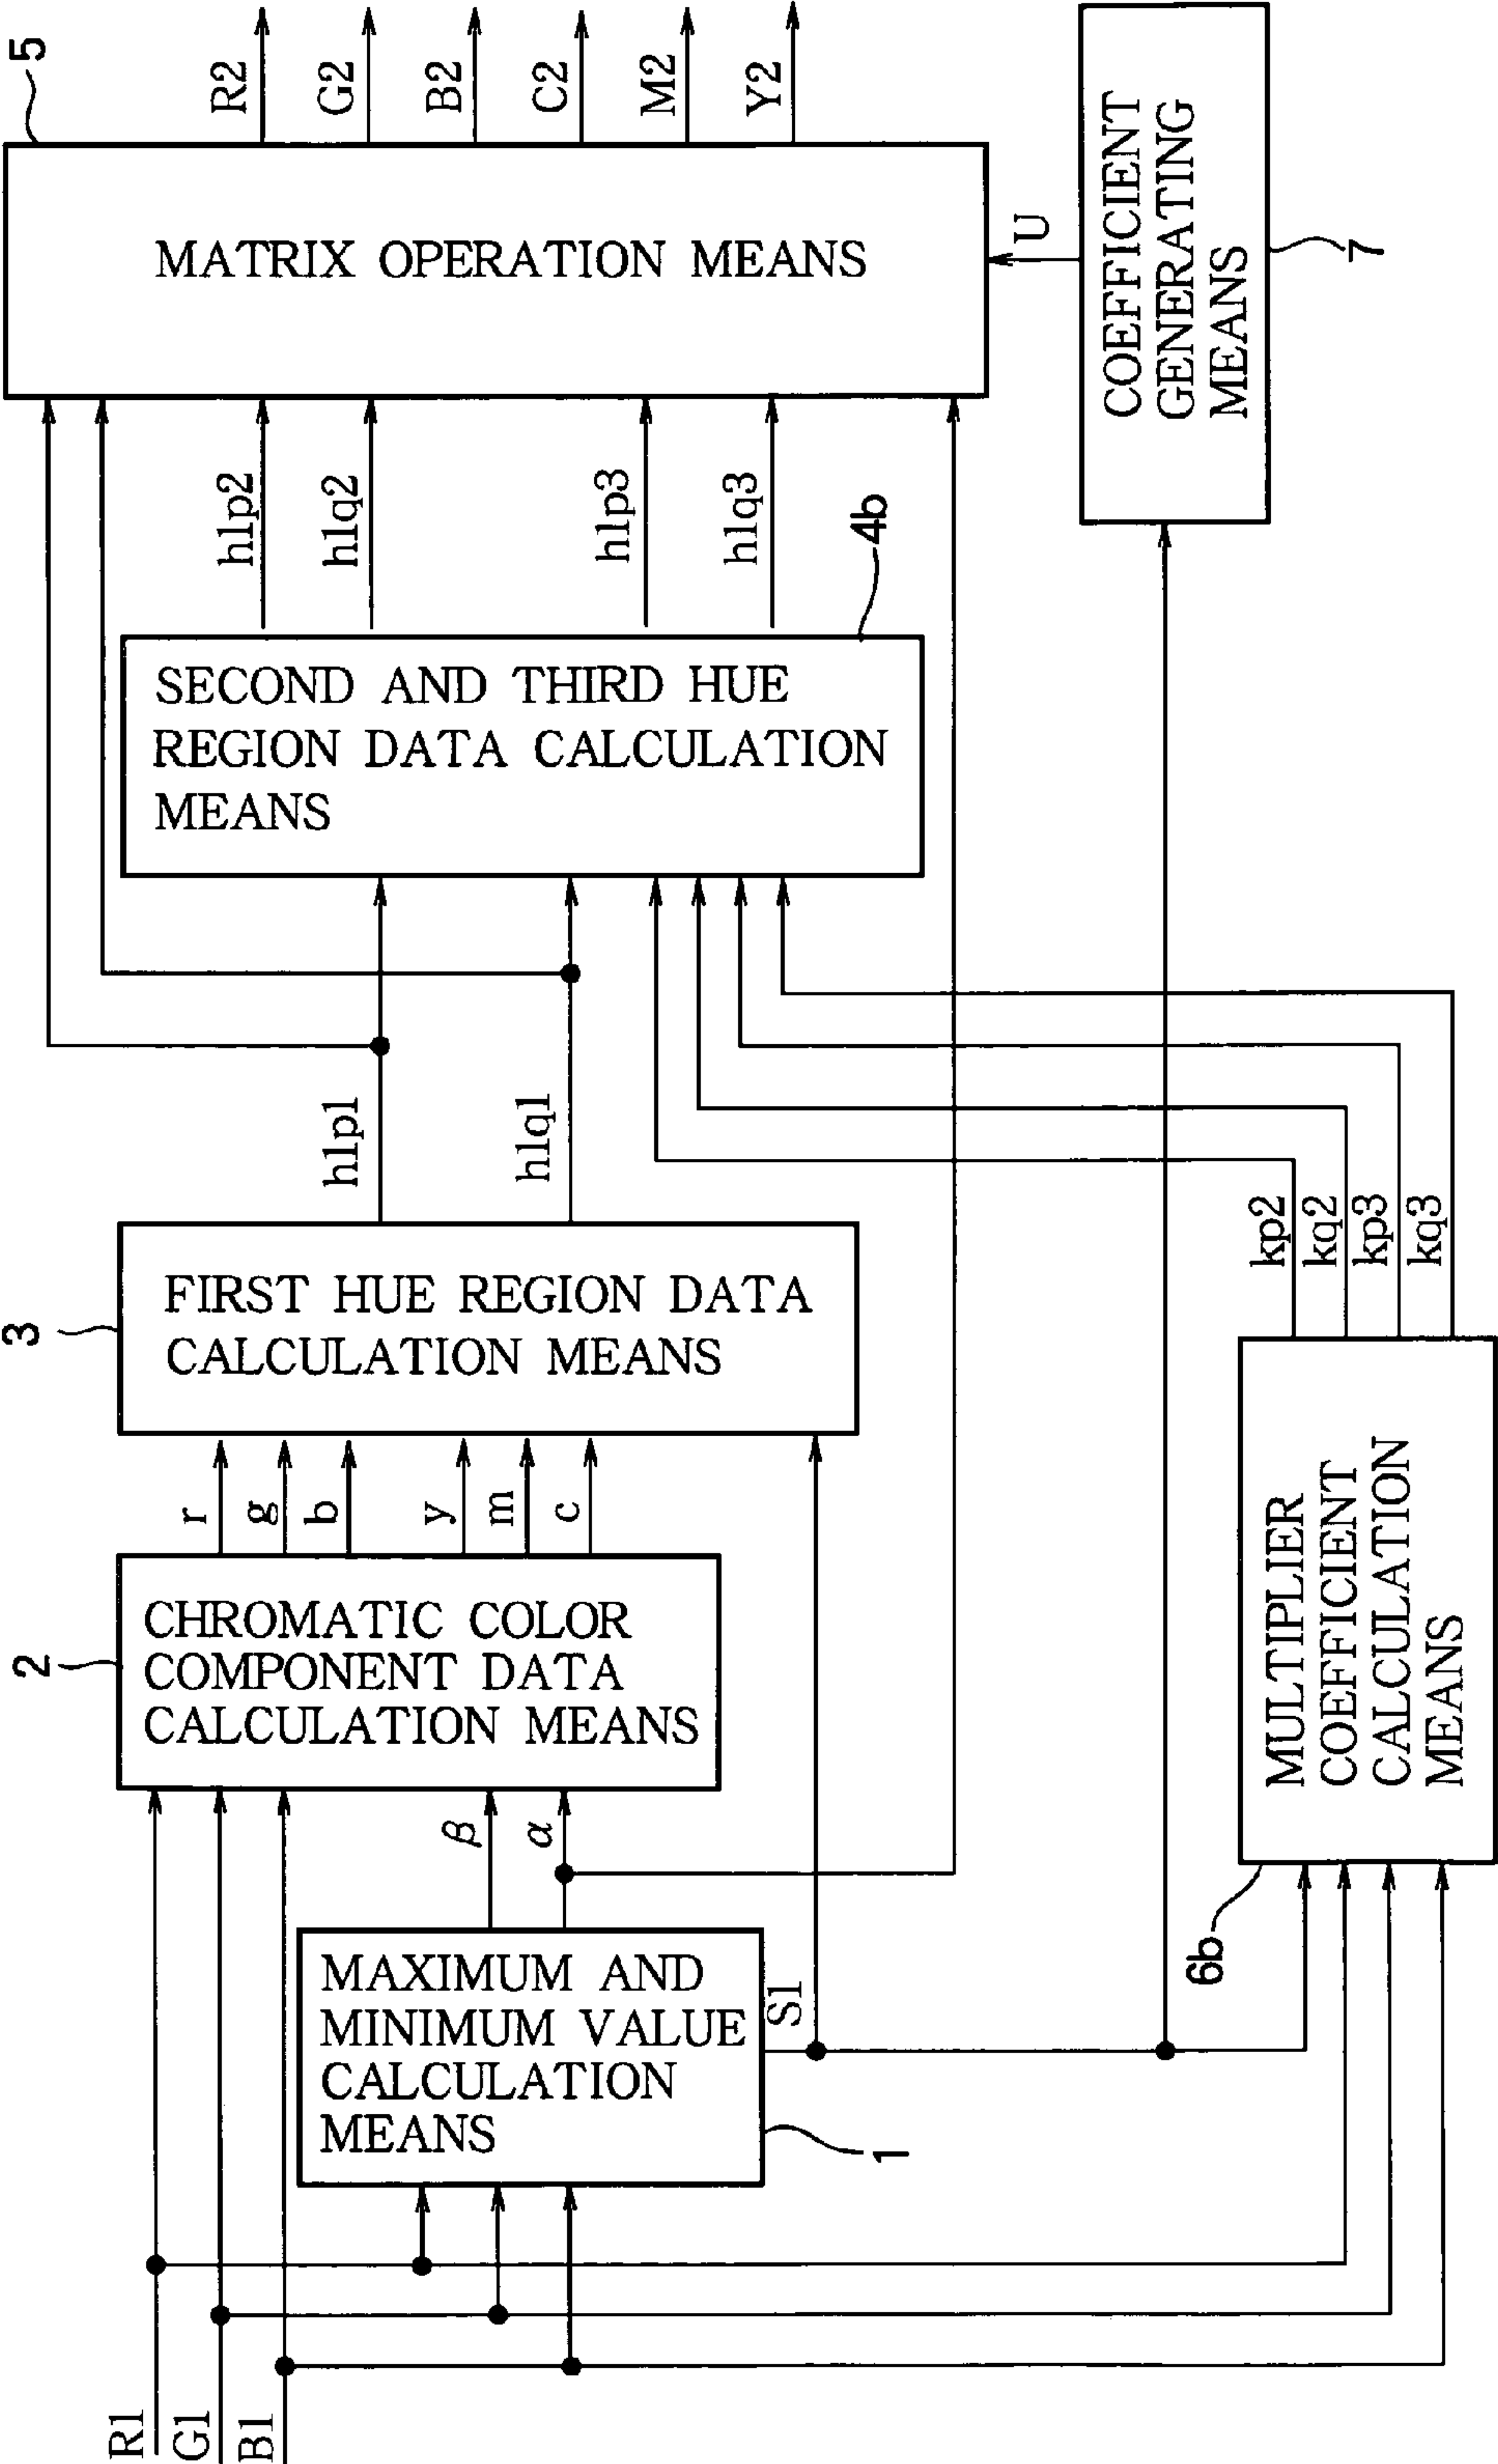 R1
G1
B1
MAXIMUM AND
MINIMUM VALUE
CALCULATION
MEANS
1
S1
β
α
2
CHROMATIC COLOR
COMPONENT DATA
CALCULATION MEANS
r
g
b
y
m
c
3
FIRST HUE REGION DATA
CALCULATION MEANS
h1p1
h1q1
6b
MULTIPLIER
COEFFICIENT
CALCULATION
MEANS
kp2
kq2
kp3
kq3
SECOND AND THIRD HUE
REGION DATA CALCULATION
MEANS
4b
h1p2
h1q2
h1p3
h1q3
5
MATRIX OPERATION MEANS
U
COEFFICIENT
GENERATING
MEANS
7
R2
G2
B2
C2
M2
Y2